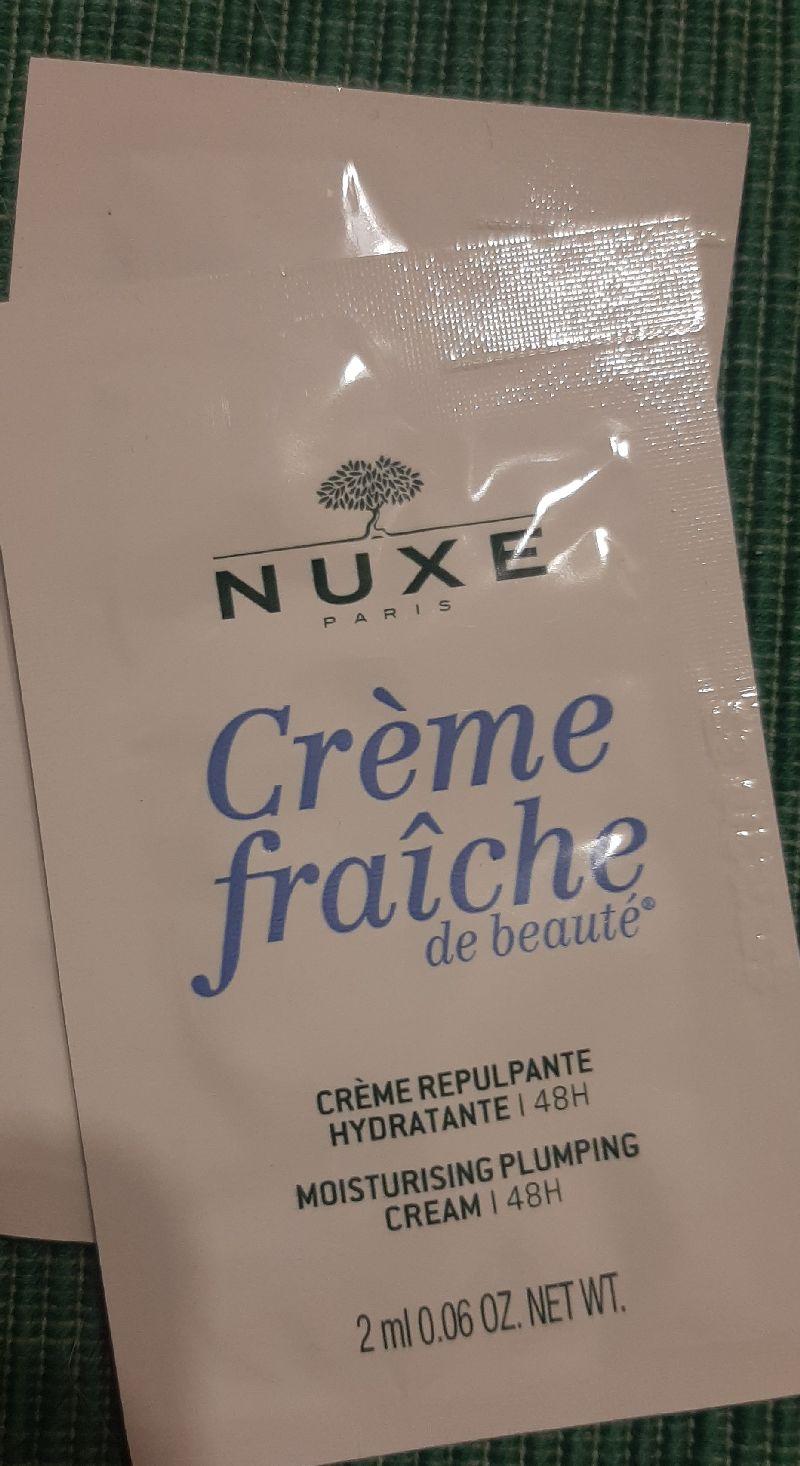 NUXE
PARIS
Crème
fraîche
de beauté®
CRÈME REPULPANTE
HYDRATANTE | 48H
MOISTURISING PLUMPING
CREAM | 48H
2 ml 0.06 OZ. NET WT.